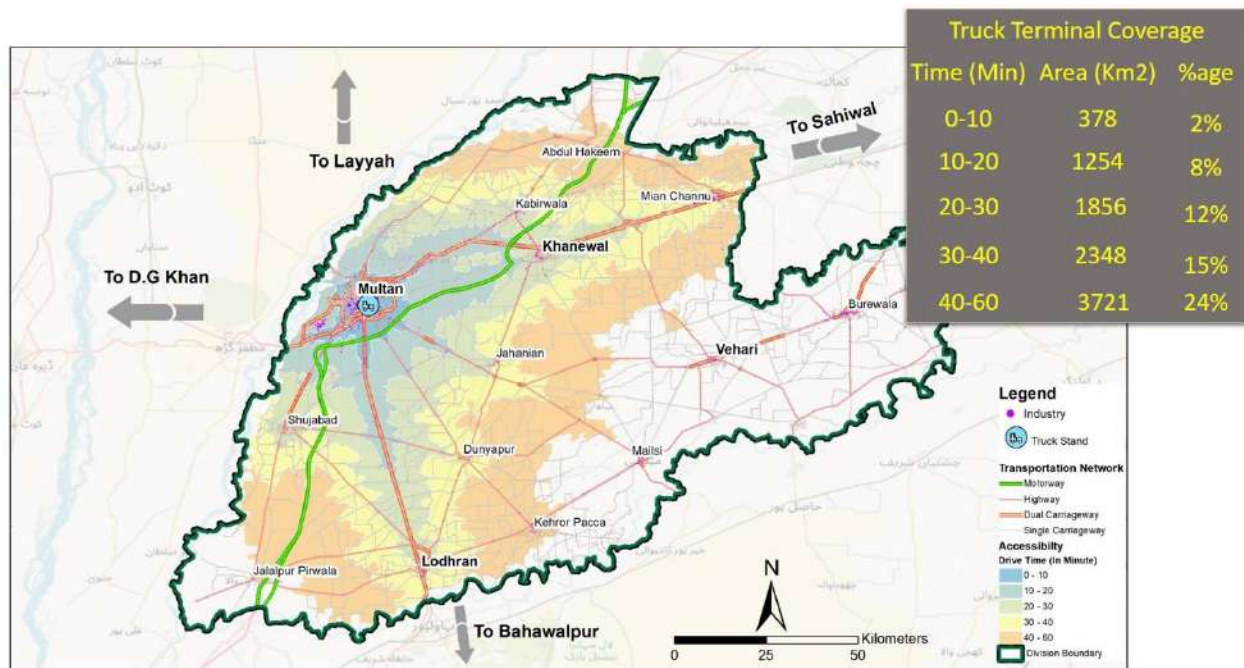 Truck Terminal Coverage
Time (Min) Area (Km2) %age
0-10 378 2%
10-20 1254 8%
20-30 1856 12%
30-40 2348 15%
40-60 3721 24%
To Layyah
To Sahiwal
To D.G Khan
To Bahawalpur
Abdul Hakeem
Mian Channu
Kabirwala
Khanewal
Multan
Burewala
Vehari
Jahanian
Shujabad
Dunyapur
Mailsi
Kehror Pacca
Lodhran
Jalalpur Pirwala
N
Kilometers
0 25 50
Legend
Industry
Truck Stand
Transportation Network
Motorway
Highway
Dual Carriageway
Single Carriageway
Accessibilty
Drive Time (In Minute)
0 - 10
10 - 20
20 - 30
30 - 40
40 - 60
Division Boundary